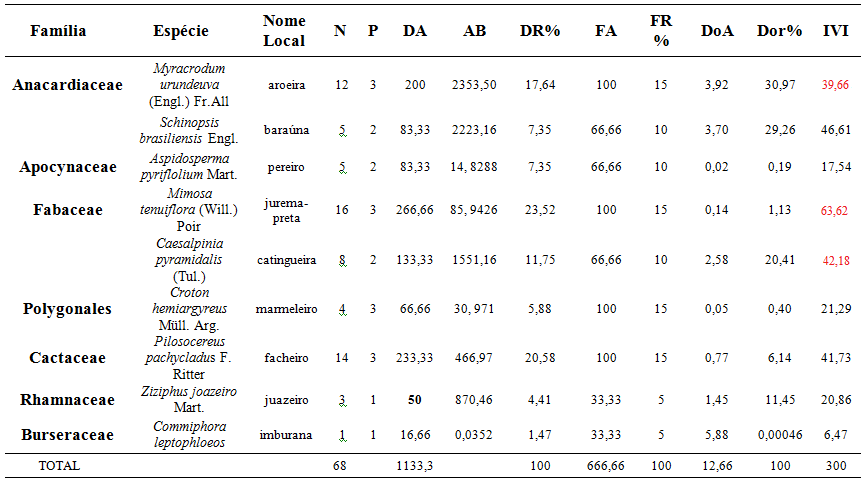 Família Espécie Nome Local N P DA AB DR% FA FR % DoA Dor% IVI
Anacardiaceae Myracrodum urundeuva (Engl.) Fr.All aroeira 12 3 200 2353,50 17,64 100 15 3,92 30,97 39,66
Schinopsis brasiliensis Engl. baraúna 5 2 83,33 2223,16 7,35 66,66 10 3,70 29,26 46,61
Apocynaceae Aspidosperma pyriflolium Mart. pereiro 5 2 83,33 14, 8288 7,35 66,66 10 0,02 0,19 17,54
Fabaceae Mimosa tenuiflora (Will.) Poir jurema-preta 16 3 266,66 85, 9426 23,52 100 15 0,14 1,13 63,62
Caesalpinia pyramidalis (Tul.) catingueira 8 2 133,33 1551,16 11,75 66,66 10 2,58 20,41 42,18
Polygonales Croton hemiargyreus Müll. Arg. marmeleiro 4 3 66,66 30, 971 5,88 100 15 0,05 0,40 21,29
Cactaceae Pilosocereus pachycladus F. Ritter facheiro 14 3 233,33 466,97 20,58 100 15 0,77 6,14 41,73
Rhamnaceae Ziziphus joazeiro Mart. juazeiro 3 1 50 870,46 4,41 33,33 5 1,45 11,45 20,86
Burseraceae Commiphora leptophloeos imburana 1 1 16,66 0,0352 1,47 33,33 5 5,88 0,00046 6,47
TOTAL 68 1133,3 100 666,66 100 12,66 100 300